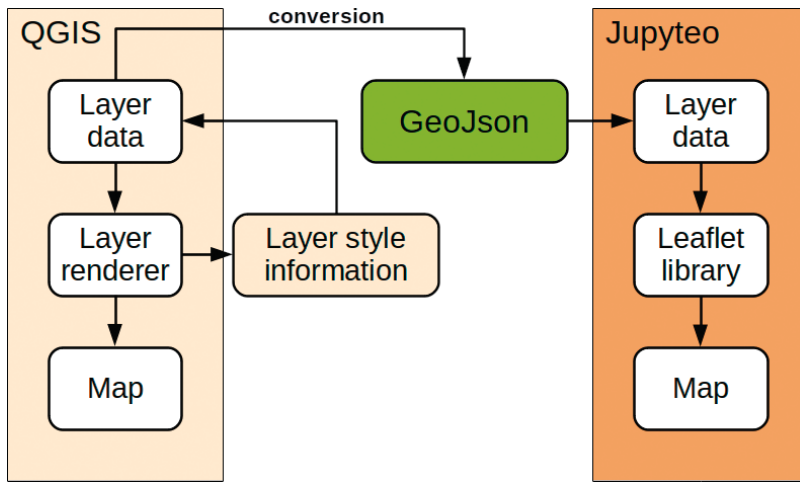 QGIS
conversion
Jupyteo
Layer
data
GeoJson
Layer
data
Layer
renderer
Layer style
information
Leaflet
library
Map
Map